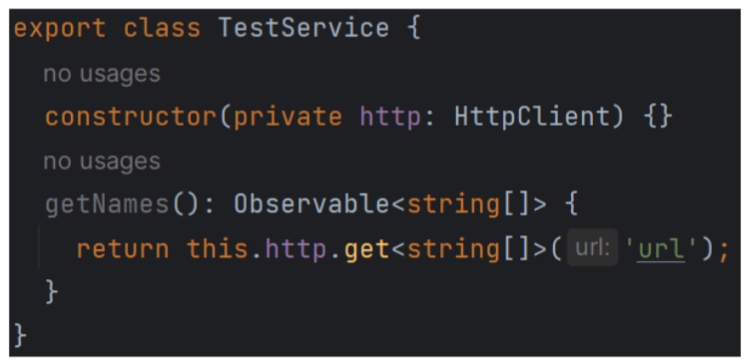 export class TestService {
no usages
constructor(private http: HttpClient) {}
no usages
getNames(): Observable<string[]> {
return this.http.get<string[]>( url: 'url');
}
}